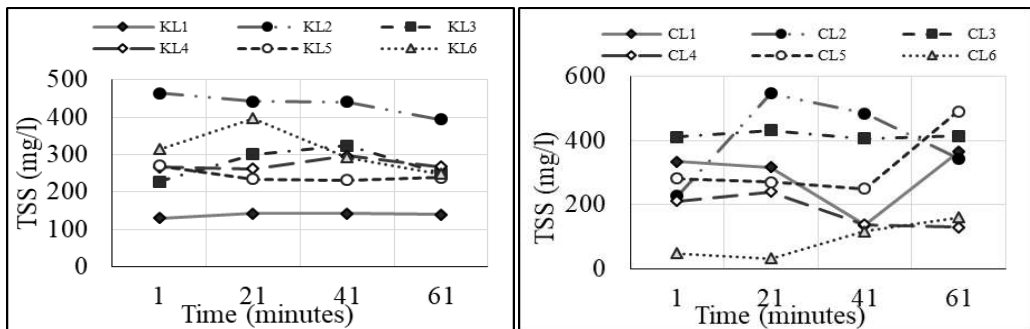 KL1 KL2 KL3
KL4 KL5 KL6
TSS (mg/l)
500
400
300
200
100
0
1 21 41 61
Time (minutes)
CL1 CL2 CL3
CL4 CL5 CL6
TSS (mg/l)
600
400
200
0
1 21 41 61
Time (minutes)